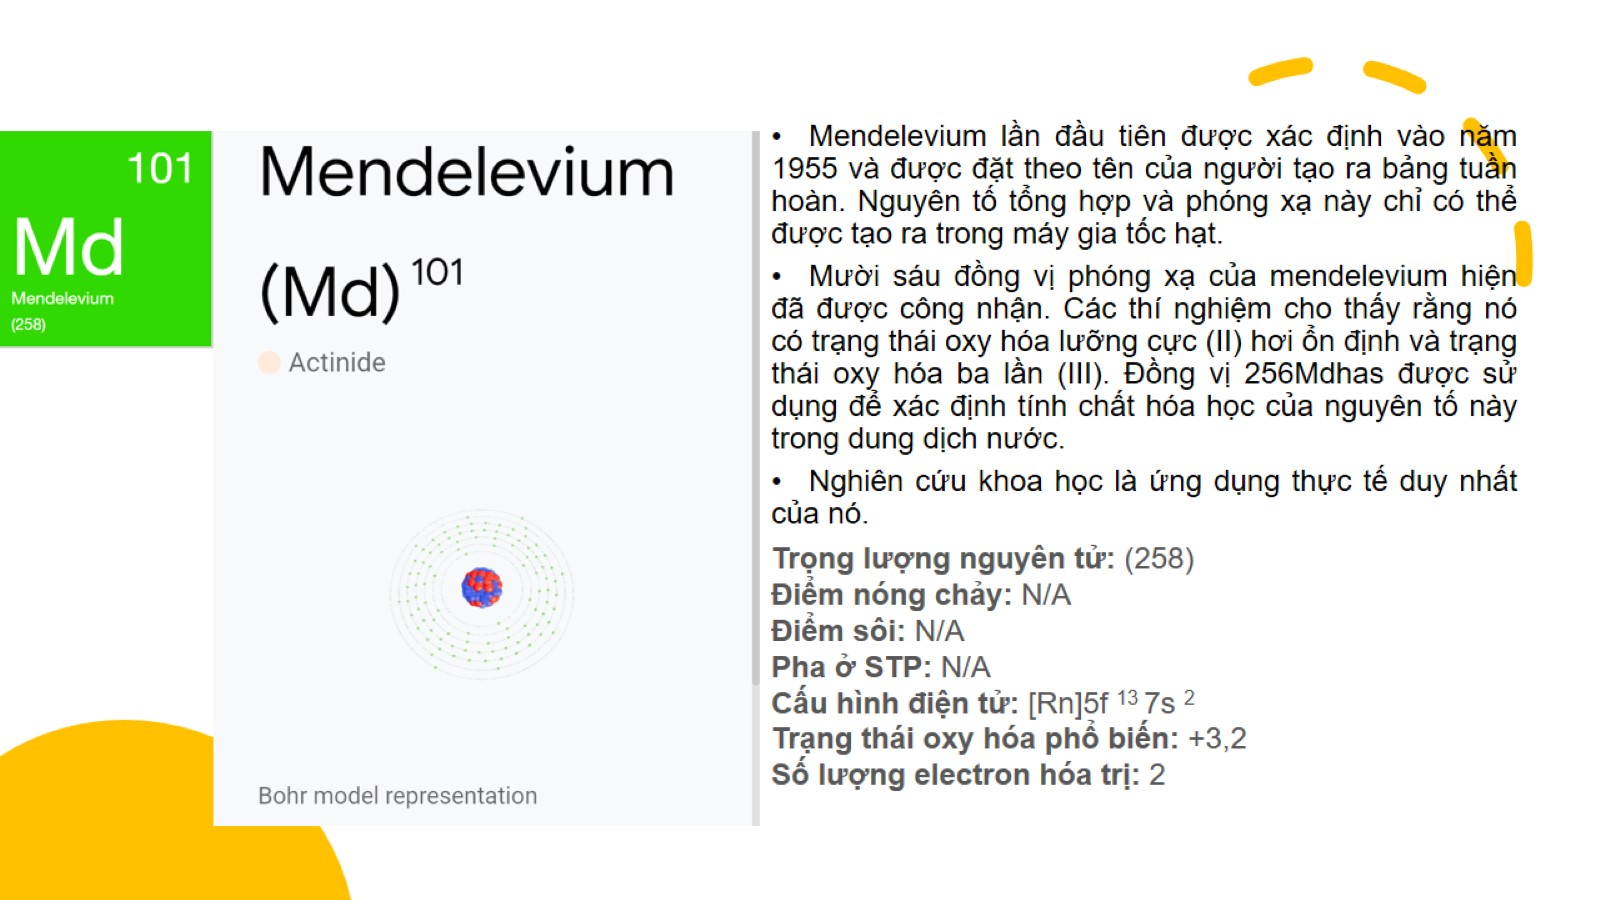 101
Md
Mendelevium
(258)
Mendelevium
(Md) 101
Actinide
Bohr model representation
• Mendelevium lần đầu tiên được xác định vào năm
1955 và được đặt theo tên của người tạo ra bảng tuần
hoàn. Nguyên tố tổng hợp và phóng xạ này chỉ có thể
được tạo ra trong máy gia tốc hạt.
• Mười sáu đồng vị phóng xạ của mendelevium hiện
đã được công nhận. Các thí nghiệm cho thấy rằng nó
có trạng thái oxy hóa lưỡng cực (II) hơi ổn định và trạng
thái oxy hóa ba lần (III). Đồng vị 256Mdhas được sử
dụng để xác định tính chất hóa học của nguyên tố này
trong dung dịch nước.
• Nghiên cứu khoa học là ứng dụng thực tế duy nhất
của nó.
Trọng lượng nguyên tử: (258)
Điểm nóng chảy: N/A
Điểm sôi: N/A
Pha ở STP: N/A
Cấu hình điện tử: [Rn]5f 13 7s 2
Trạng thái oxy hóa phổ biến: +3,2
Số lượng electron hóa trị: 2